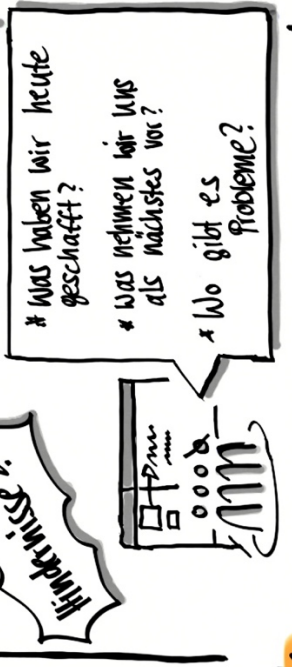 * Was haben wir heute
geschafft?
* Was nehmen wir uns
als nächstes vor?
* Wo gibt es
Probleme?
Hindernisse